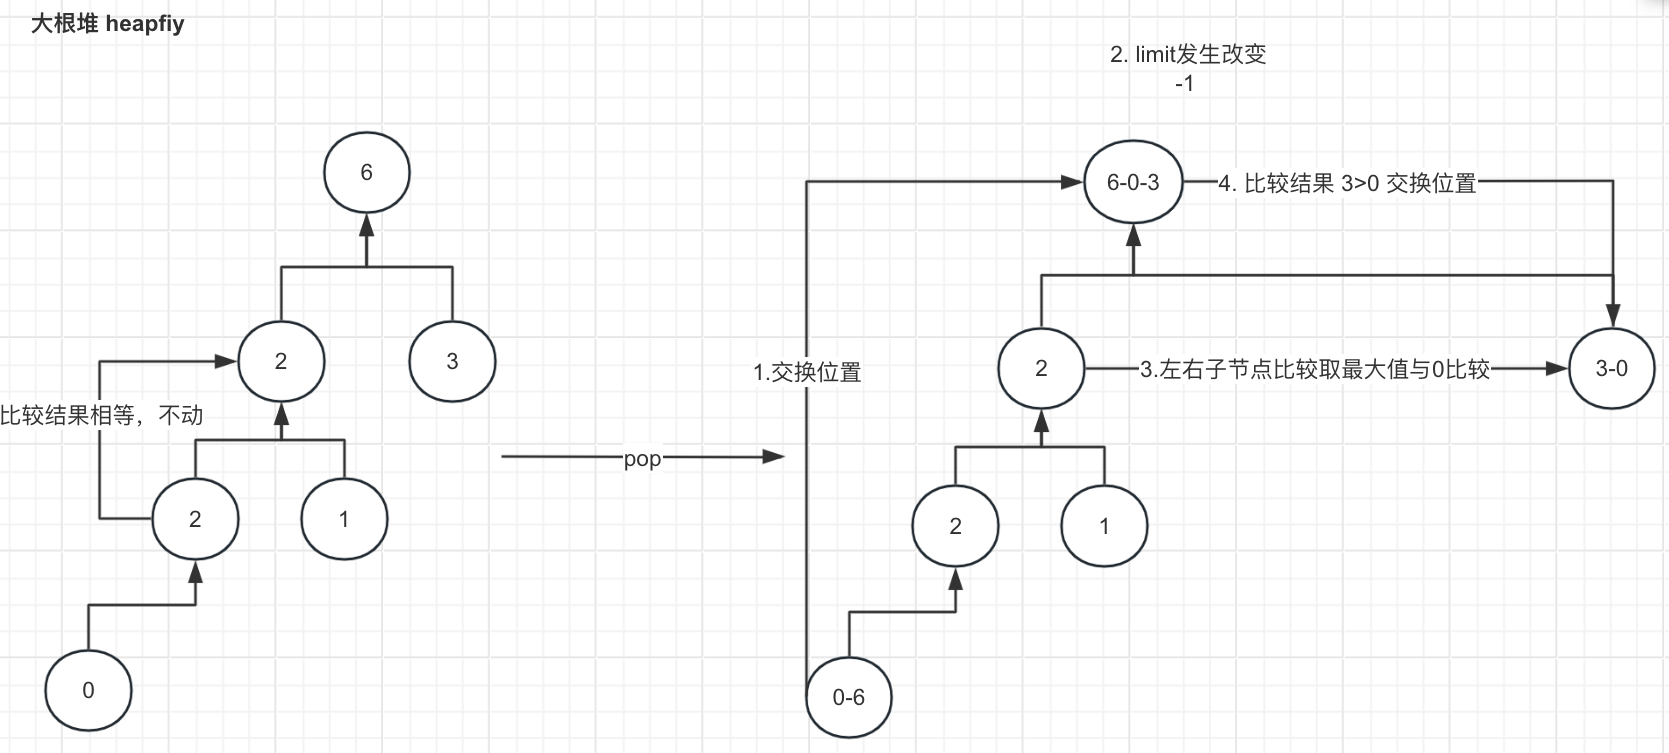 大根堆 heapfiy
2. limit发生改变
-1
6
2
3
比较结果相等，不动
2
1
0
pop
6-0-3
4. 比较结果 3>0 交换位置
1.交换位置
2
3.左右子节点比较取最大值与0比较
3-0
2
1
0-6